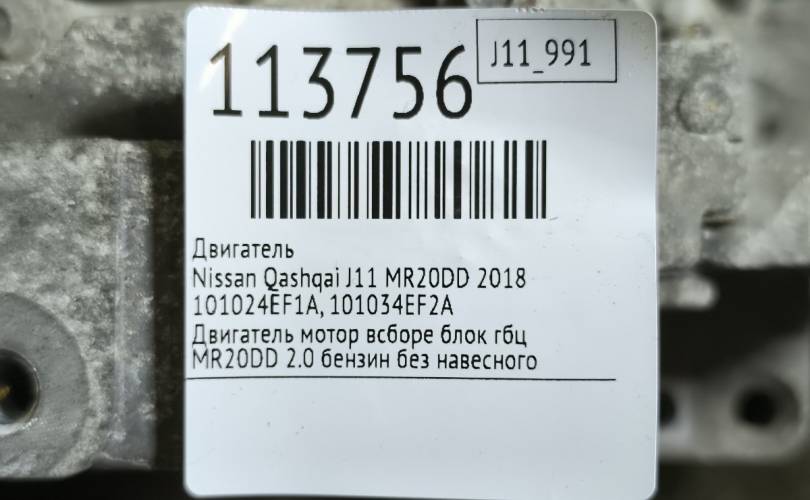 113756
J11_991
Двигатель
Nissan Qashqai J11 MR20DD 2018
101024EF1A, 101034EF2A
Двигатель мотор всборе блок гбц
MR20DD 2.0 бензин без навесного